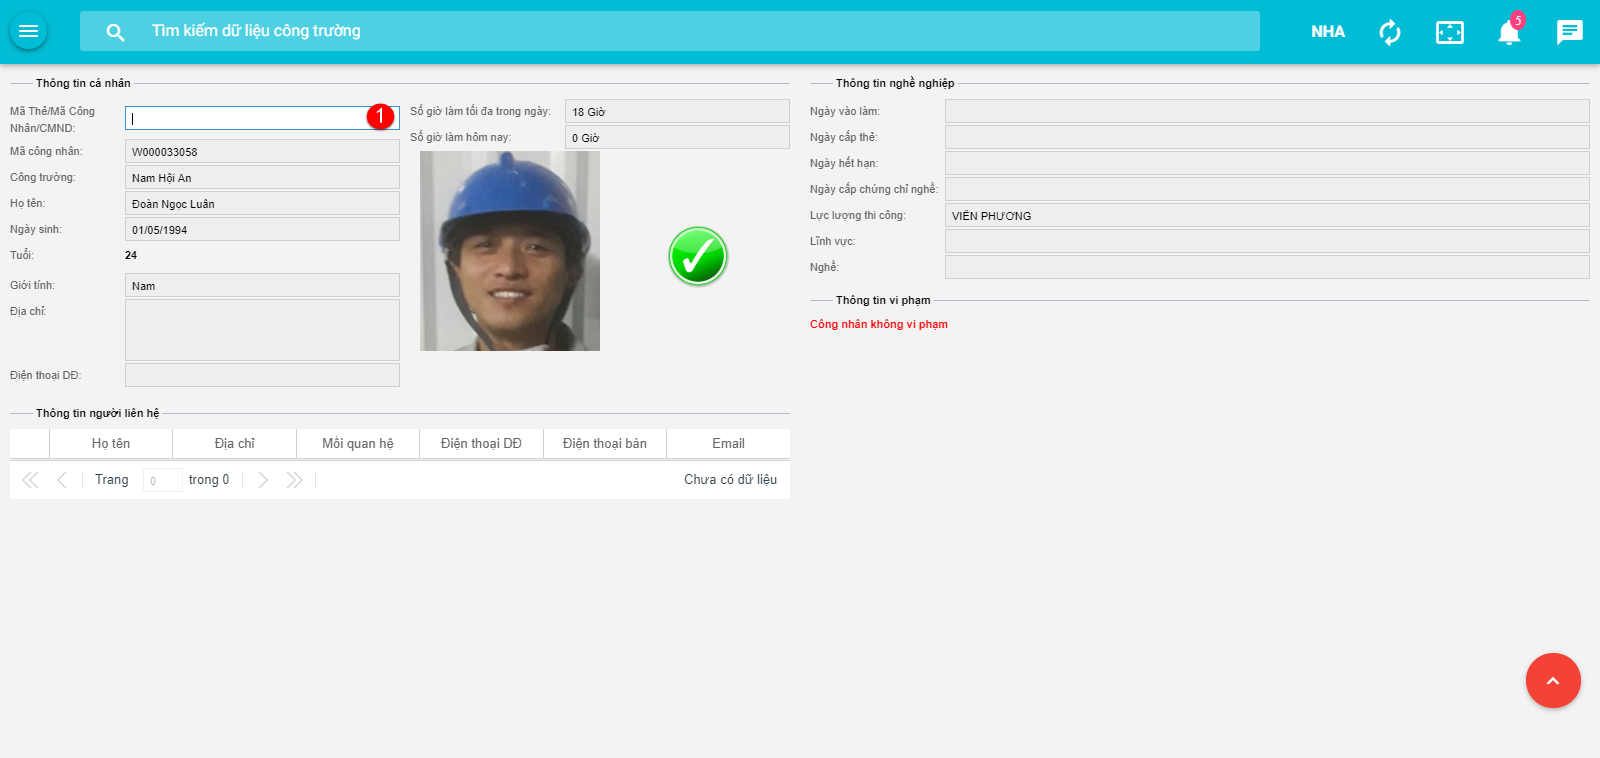 Tìm kiếm dữ liệu công trường
NHA
5
Thông tin cá nhân
Mã Thẻ/Mã Công
Nhân/CMND:
1
Mã công nhân:
W000033058
Công trường:
Nam Hội An
Họ tên:
Đoàn Ngọc Luân
Ngày sinh:
01/05/1994
Tuổi:
24
Giới tính:
Nam
Địa chỉ:
Điện thoại DĐ:
Số giờ làm tối đa trong ngày:
18 Giờ
Số giờ làm hôm nay:
0 Giờ
Thông tin người liên hệ
Họ tên
Địa chỉ
Mối quan hệ
Điện thoại DĐ
Điện thoại bàn
Email
Trang 0 trong 0
Chưa có dữ liệu
Thông tin nghề nghiệp
Ngày vào làm:
Ngày cấp thẻ:
Ngày hết hạn:
Ngày cấp chứng chỉ nghề:
Lực lượng thi công:
VIÊN PHƯƠNG
Lĩnh vực:
Nghề:
Thông tin vi phạm
Công nhân không vi phạm